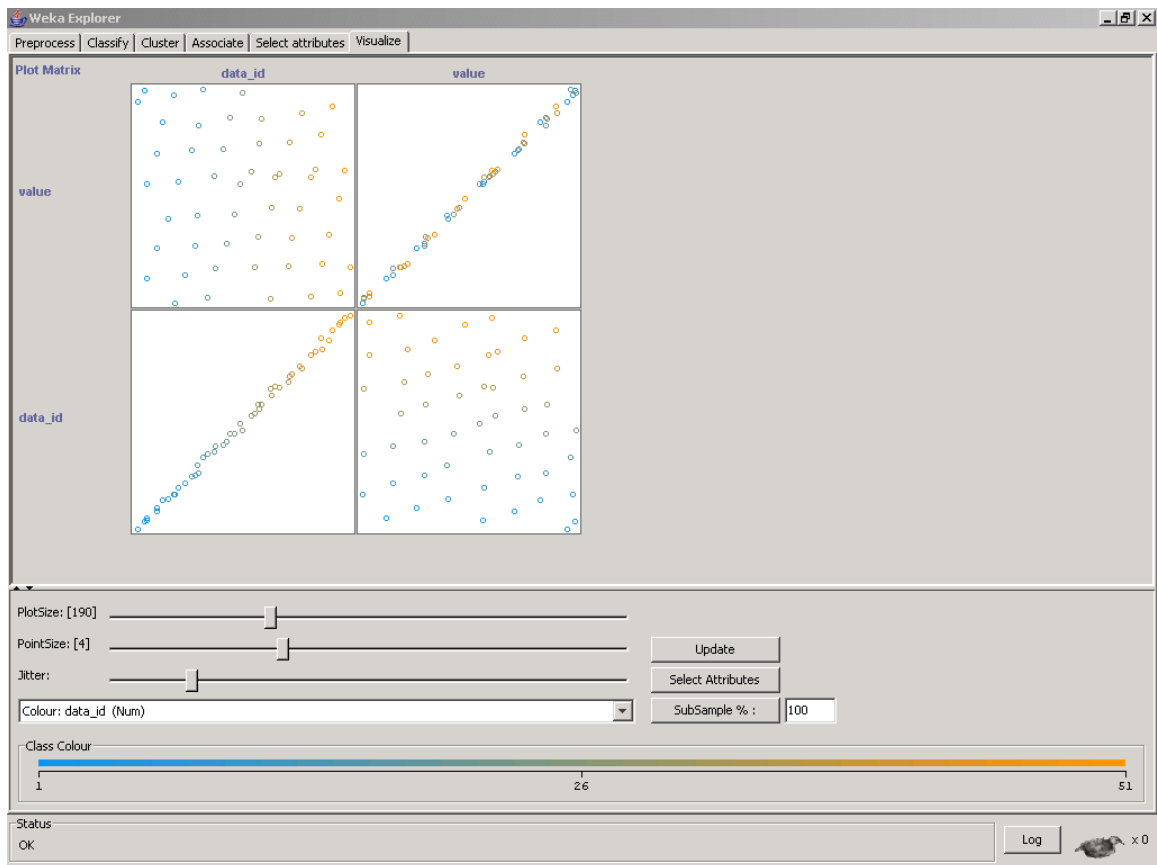 Weka Explorer
Preprocess Classify Cluster Associate Select attributes Visualize
Plot Matrix
data_id value
value
data_id
PlotSize: [190]
PointSize: [4]
Update
Jitter:
Select Attributes
Colour: data_id (Num)
SubSample % : 100
Class Colour
1 26 51
Status
OK
Log x 0